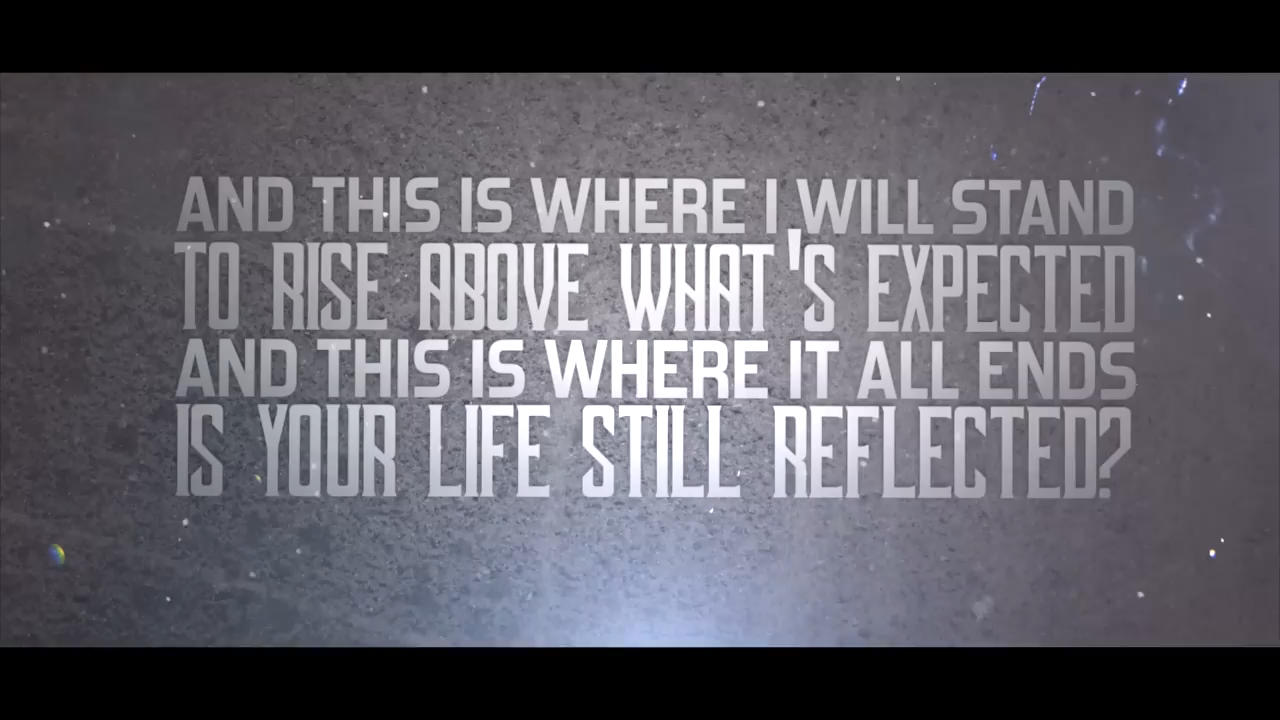 AND THIS IS WHERE I WILL STAND
TO RISE ABOVE WHAT'S EXPECTED
AND THIS IS WHERE IT ALL ENDS
IS YOUR LIFE STILL REFLECTED?